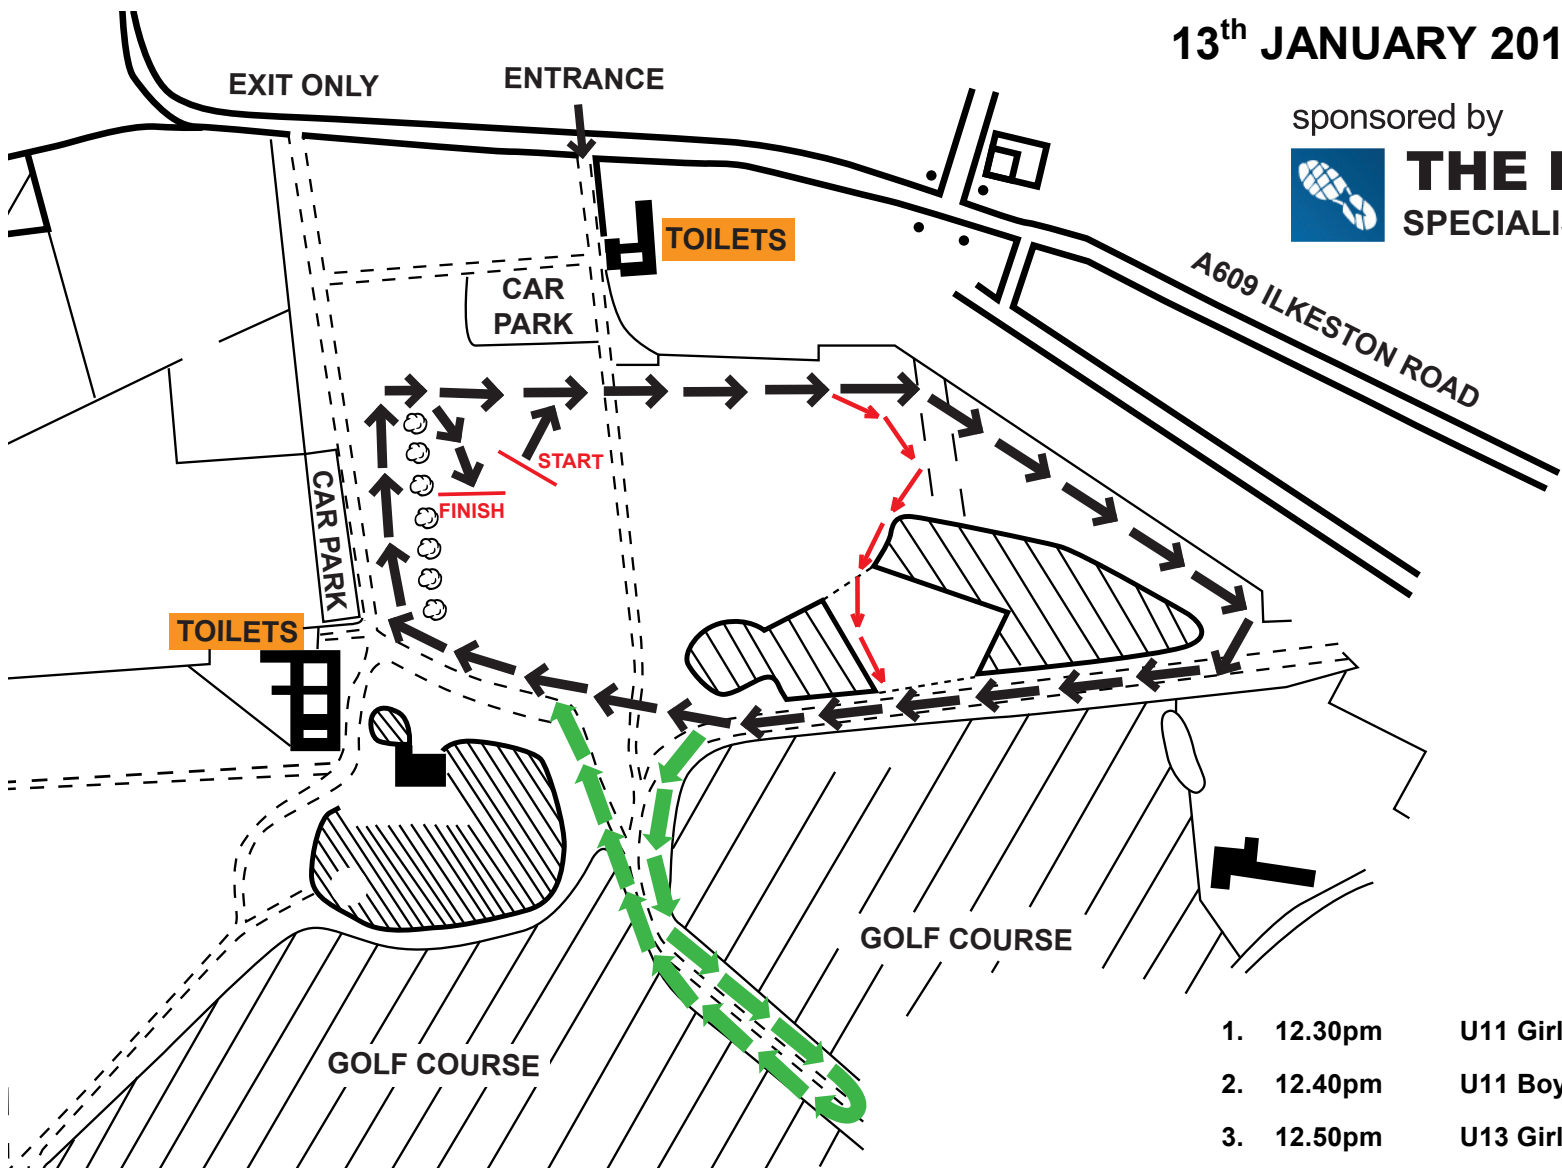 13th JANUARY 201
EXIT ONLY
ENTRANCE
sponsored by
THE
SPECIALI
TOILETS
A609 ILKESTON ROAD
CAR
PARK
START
FINISH
CAR PARK
TOILETS
GOLF COURSE
GOLF COURSE
1. 12.30pm U11 Girl
2. 12.40pm U11 Boy
3. 12.50pm U13 Girl